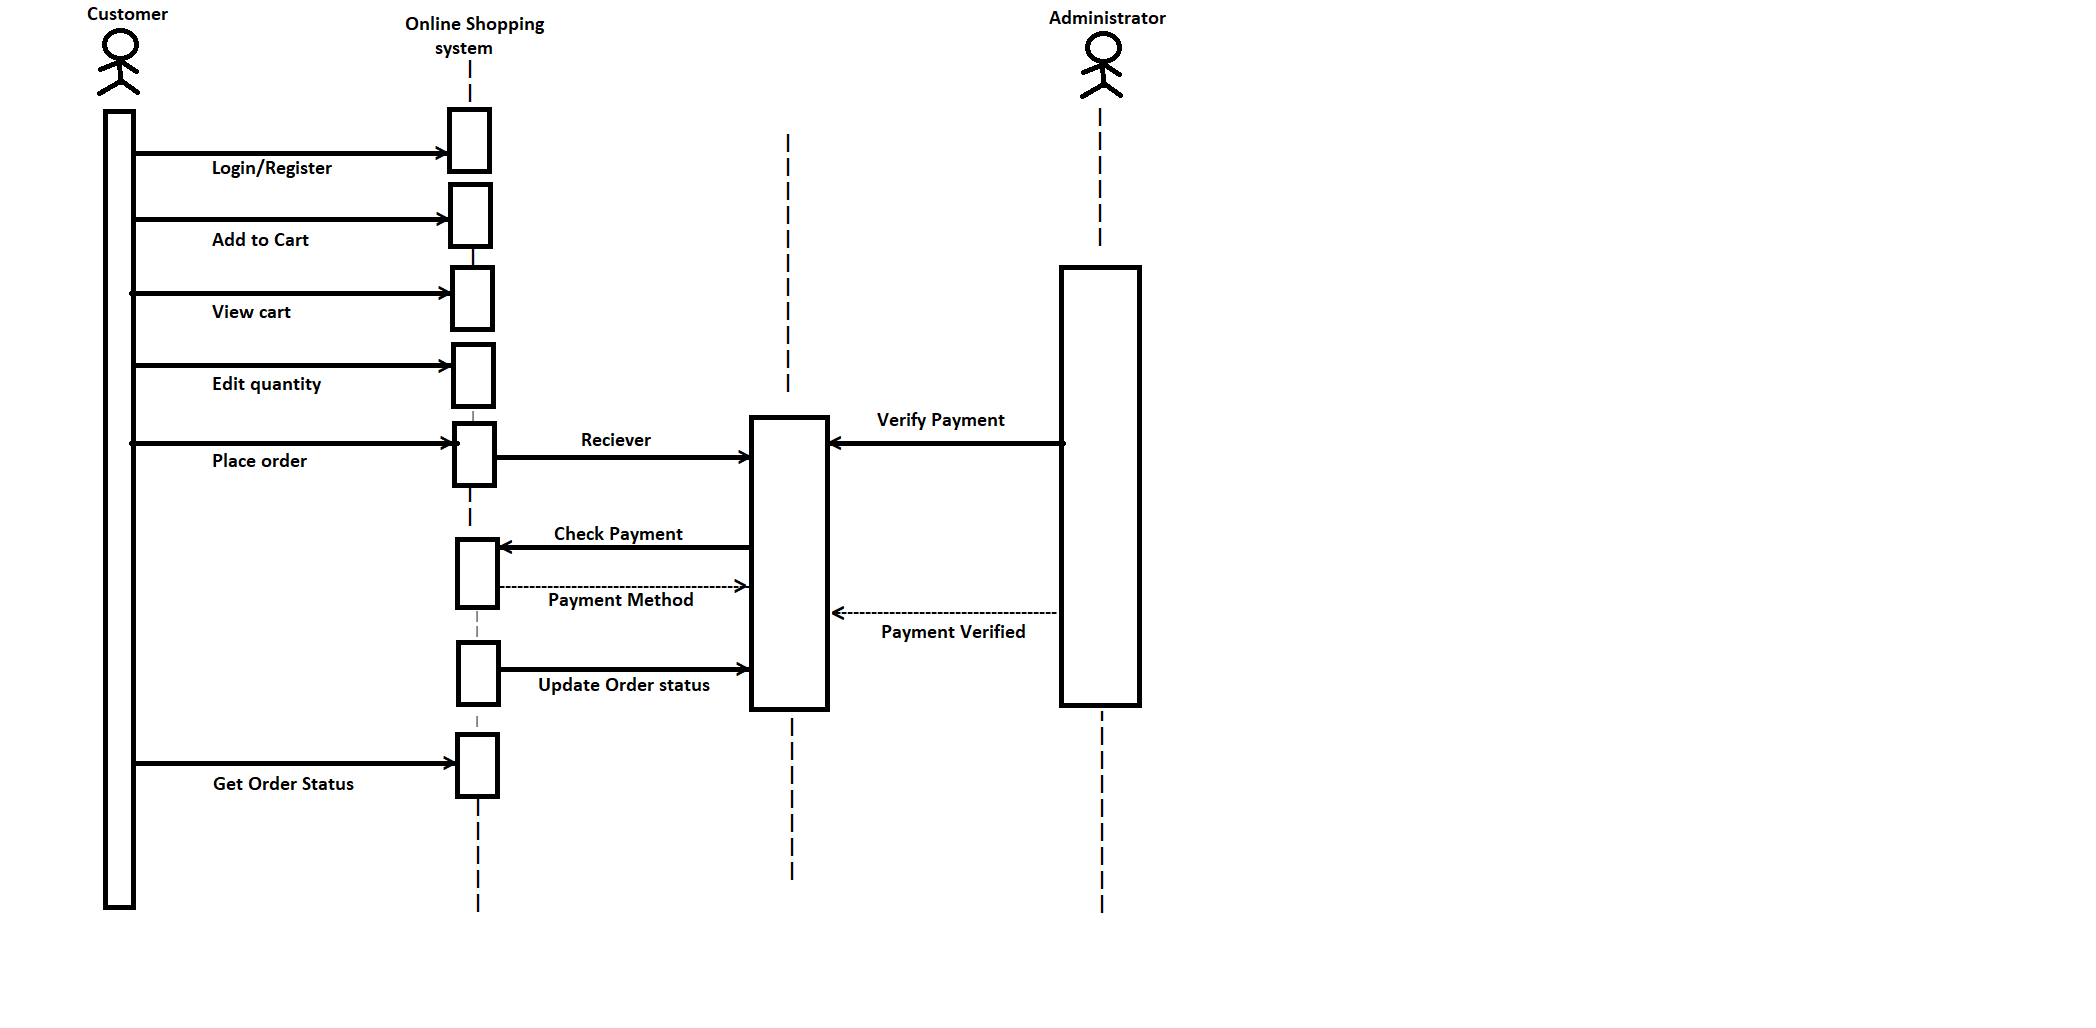 Customer
Online Shopping
system
Administrator
Login/Register
Add to Cart
View cart
Edit quantity
Place order
Reciever
Verify Payment
Check Payment
Payment Method
Payment Verified
Update Order status
Get Order Status